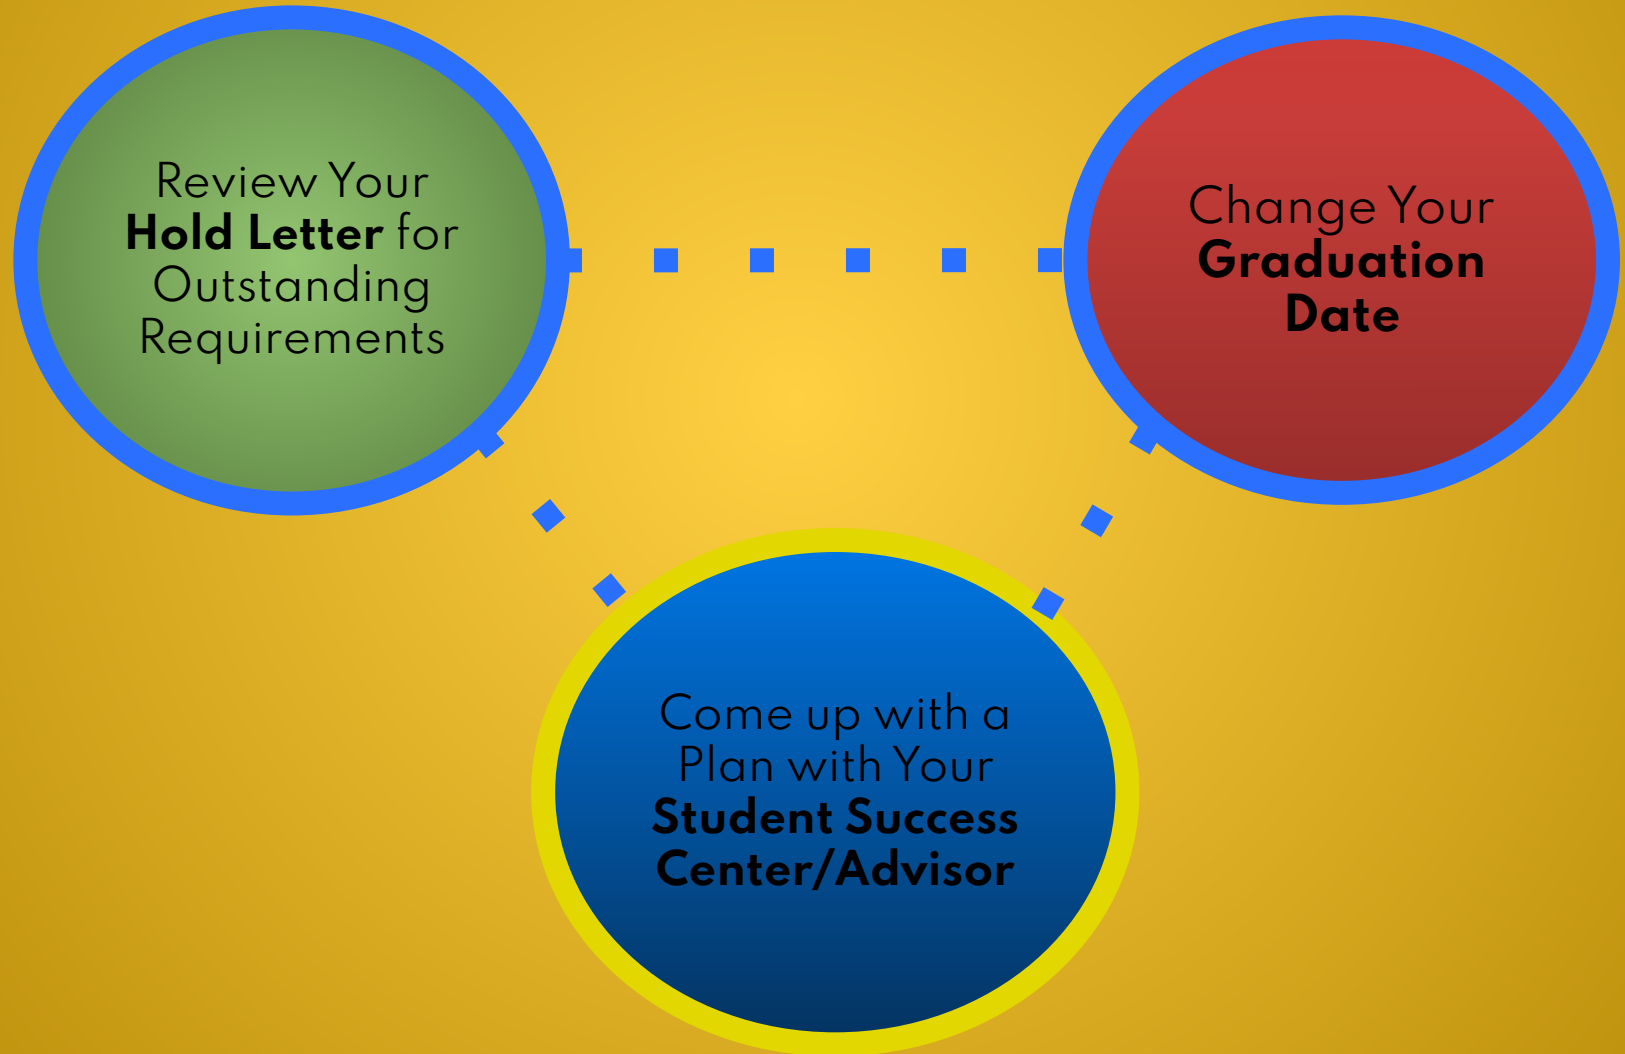 Review Your
Hold Letter for
Outstanding
Requirements
Change Your
Graduation
Date
Come up with a
Plan with Your
Student Success
Center/Advisor